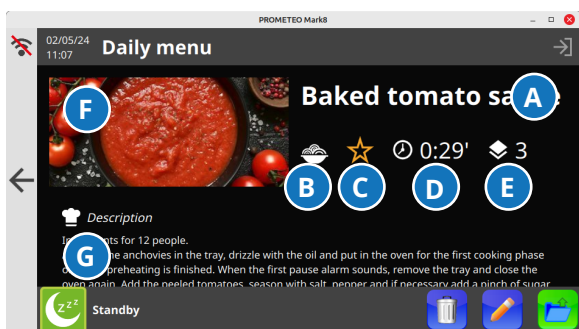 PROMETEO Mark8
02/05/24
11:07
Daily menu
Baked tomato
A
F
0:29'
3
B
C
D
E
Description
for 12 people.
G
the anchovies in the tray, drizzle with the oil and put in the oven for the first cooking phase
preheating is finished. When the first pause alarm sounds, remove the tray and close the
oven again. Add the peeled tomatoes, season with salt, pepper and if necessary add a pinch of sugar
zzz
Standby